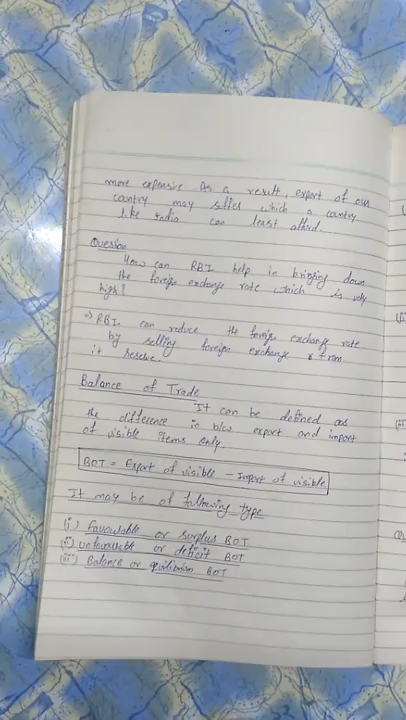 more expensive As a result, export of our
country may suffer which a country
like India can least afford.
Question
How can RBI help in bringing down
the foreign exchange rate which is very
high?
=) RBI can reduce the foreign exchange rate
by selling foreign exchange from
it reserve.
Balance of Trade
It can be defined as
the difference in b/w export and import
of visible items only.
BOT = Export of visible - Import of visible
It may be of following type
(i) Favourable or surplus BOT
(ii) unfavourable or deficit BOT
(iii) Balance or equilibrium BOT